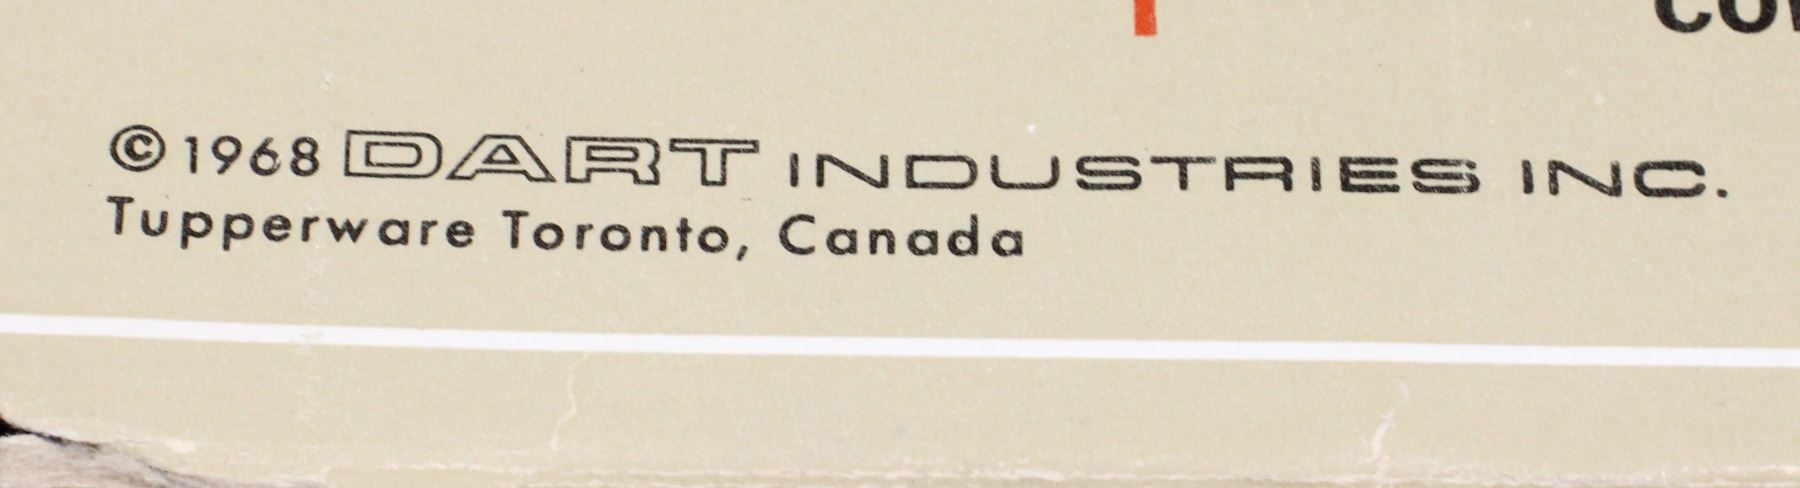 ©1968 DART INDUSTRIES INC.
Tupperware Toronto, Canada